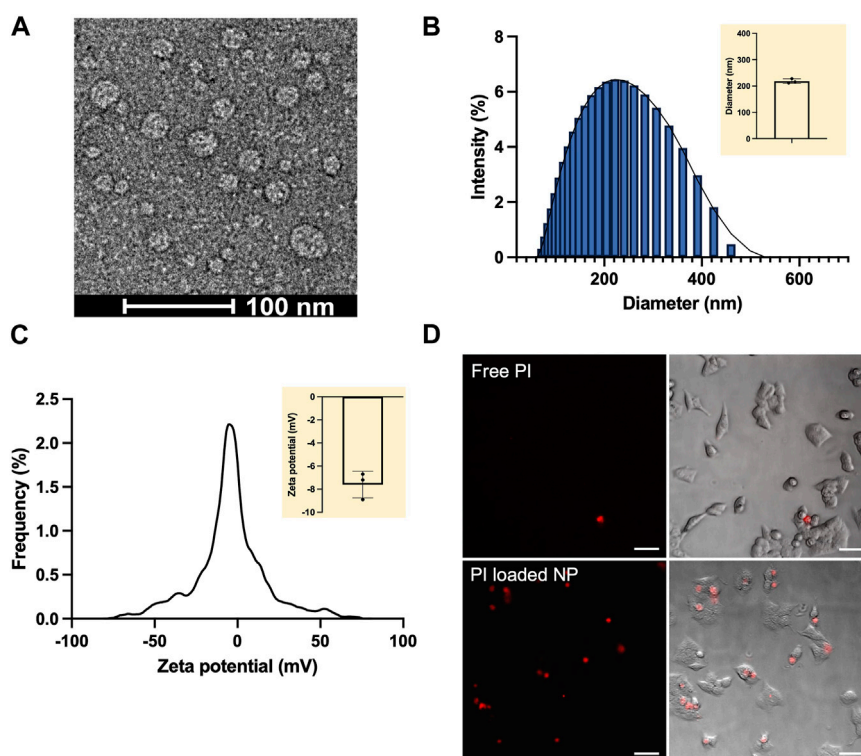 A
100 nm
B
Intensity (%)
8
6
4
2
0
200
400
600
Diameter (nm)
Diameter (nm)
400
300
200
100
0
C
Frequency (%)
2.5
2.0
1.5
1.0
0.5
0.0
-100
-50
0
50
100
Zeta potential (mV)
Zeta potential (mV)
0
-2
-4
-6
-8
-10
D
Free PI
PI loaded NP